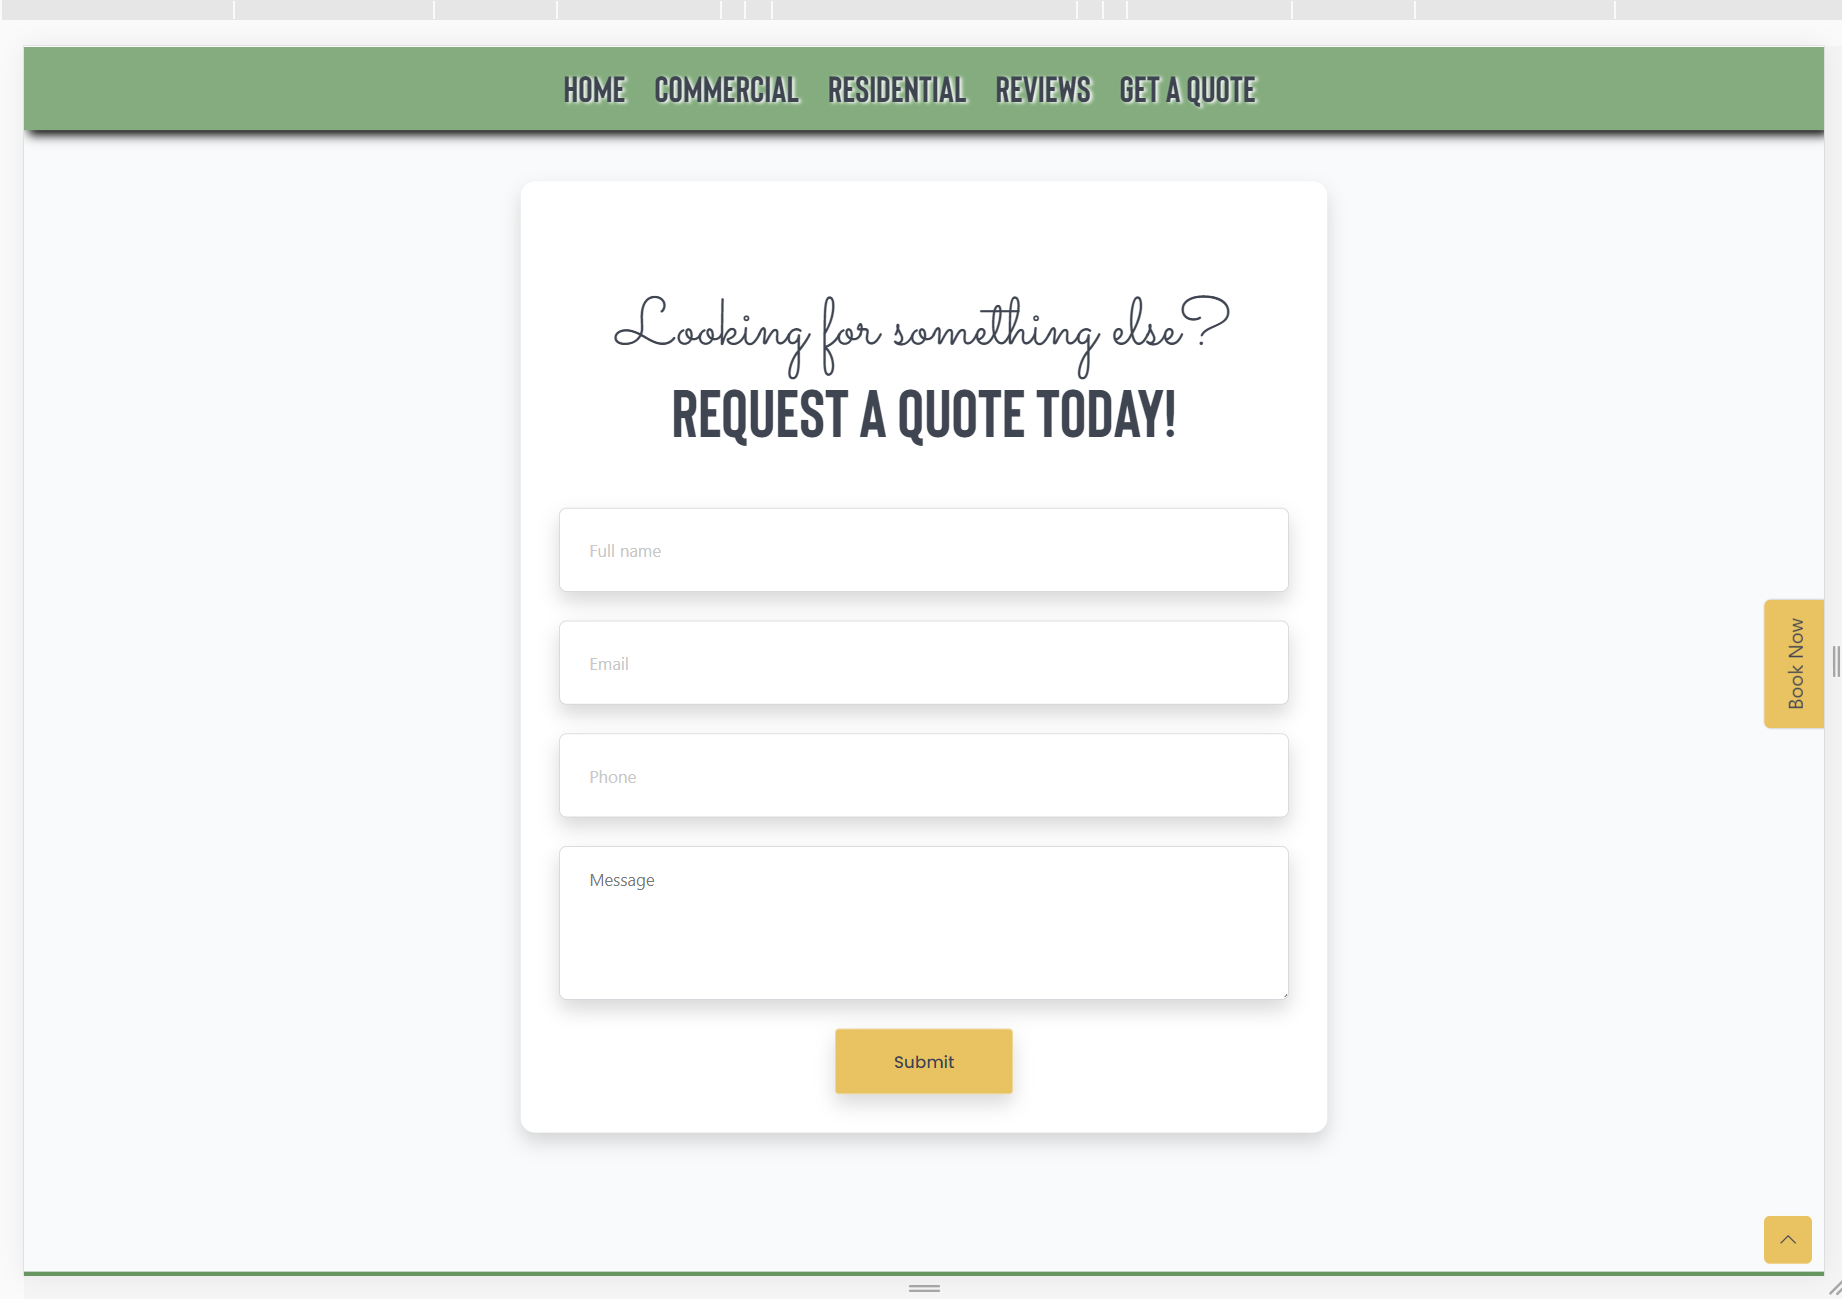 HOME COMMERCIAL RESIDENTIAL REVIEWS GET A QUOTE
Looking for something else?
REQUEST A QUOTE TODAY!
Full name
Email
Phone
Message
Submit
Book Now